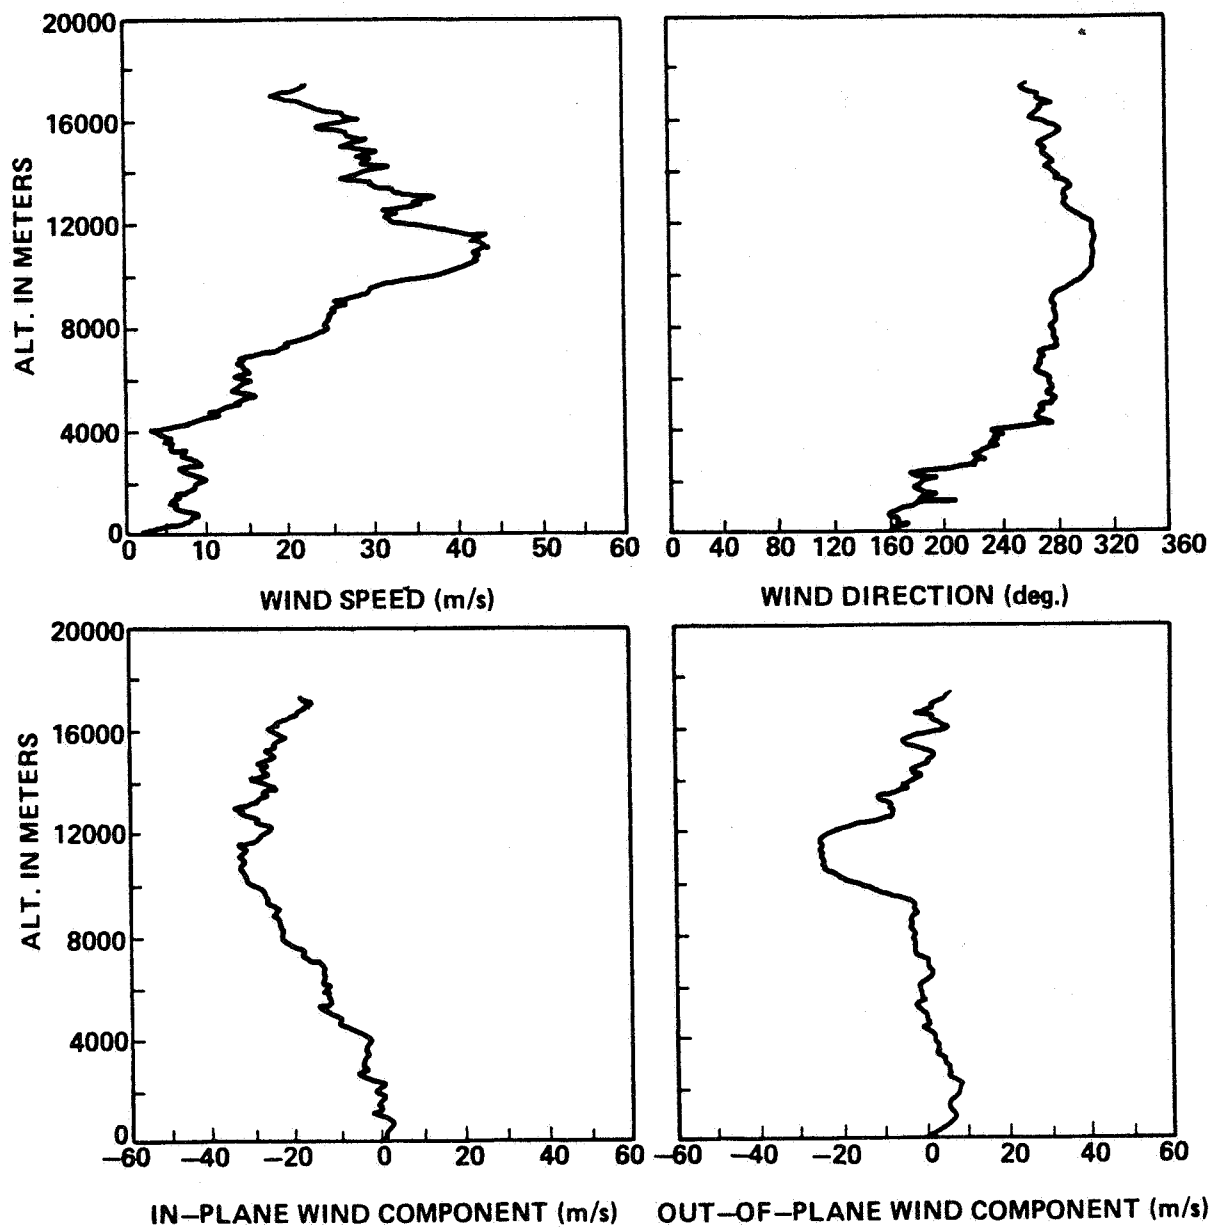 20000
16000
12000
8000
4000
0
ALT. IN METERS
0 10 20 30 40 50 60
WIND SPEED (m/s)
0 40 80 120 160 200 240 280 320 360
WIND DIRECTION (deg.)
20000
16000
12000
8000
4000
0
ALT. IN METERS
−60 −40 −20 0 20 40 60
IN–PLANE WIND COMPONENT (m/s)
−60 −40 −20 0 20 40 60
OUT–OF–PLANE WIND COMPONENT (m/s)